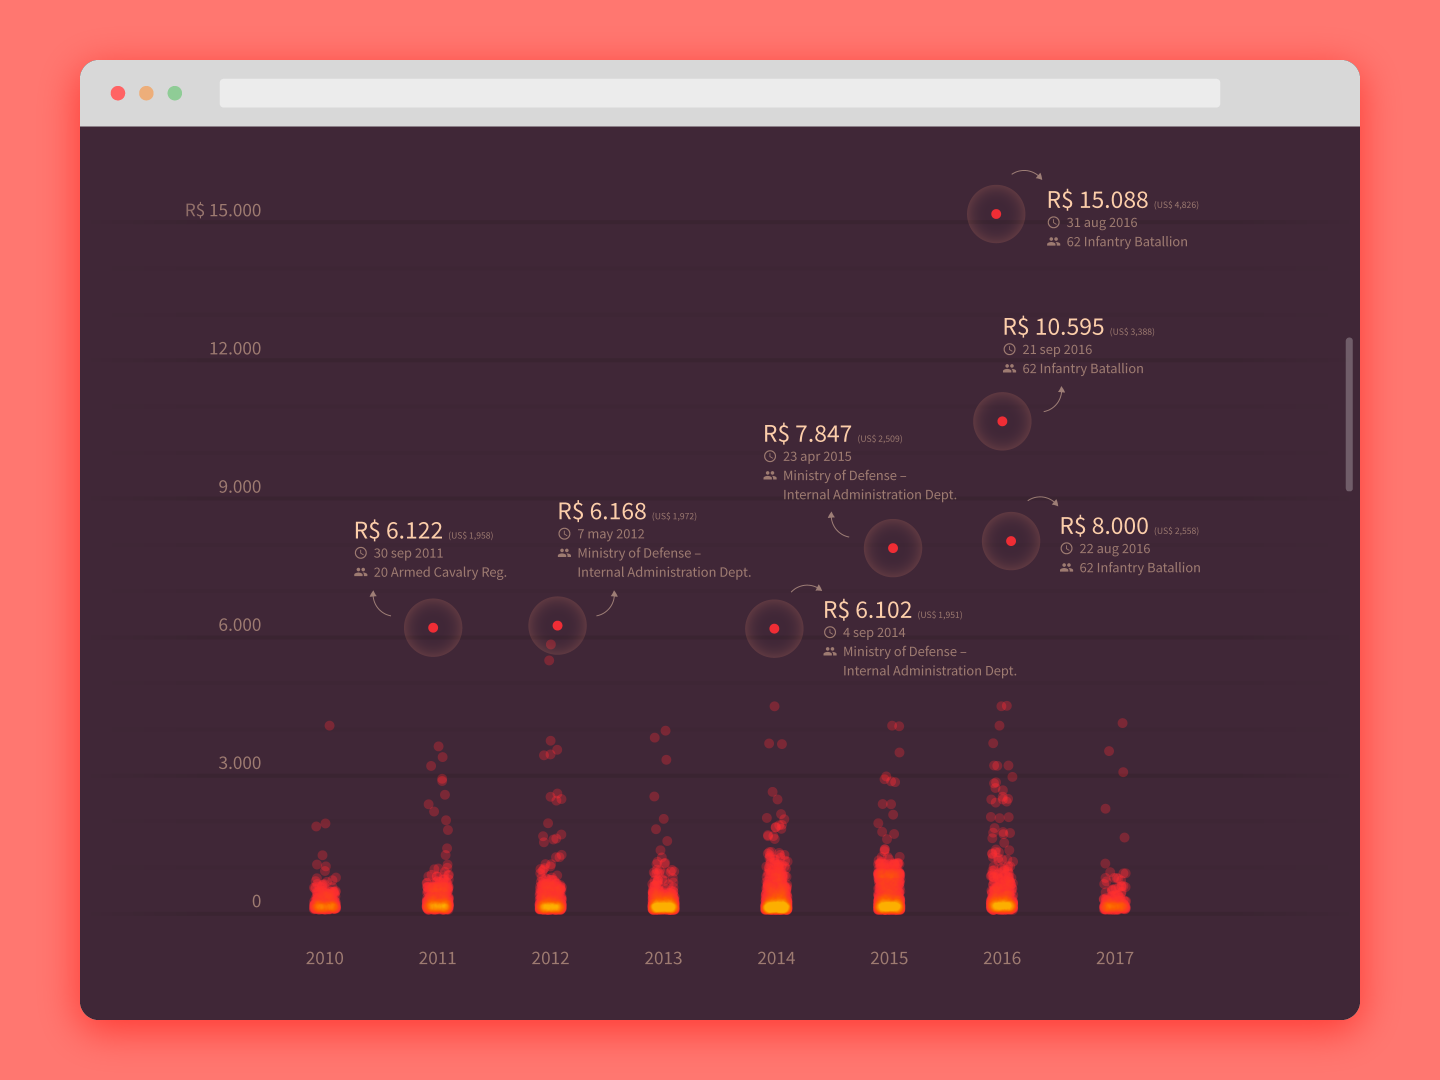 R$ 15.000
R$ 15.088 (US$ 4,826)
31 aug 2016
62 Infantry Batallion
R$ 10.595 (US$ 3,388)
21 sep 2016
62 Infantry Batallion
12.000
R$ 7.847 (US$ 2,509)
23 apr 2015
Ministry of Defense –
Internal Administration Dept.
9.000
R$ 6.122 (US$ 1,958)
30 sep 2011
20 Armed Cavalry Reg.
R$ 6.168 (US$ 1,972)
7 may 2012
Ministry of Defense –
Internal Administration Dept.
R$ 8.000 (US$ 2,558)
22 aug 2016
62 Infantry Batallion
6.000
R$ 6.102 (US$ 1,951)
4 sep 2014
Ministry of Defense –
Internal Administration Dept.
3.000
0
2010 2011 2012 2013 2014 2015 2016 2017